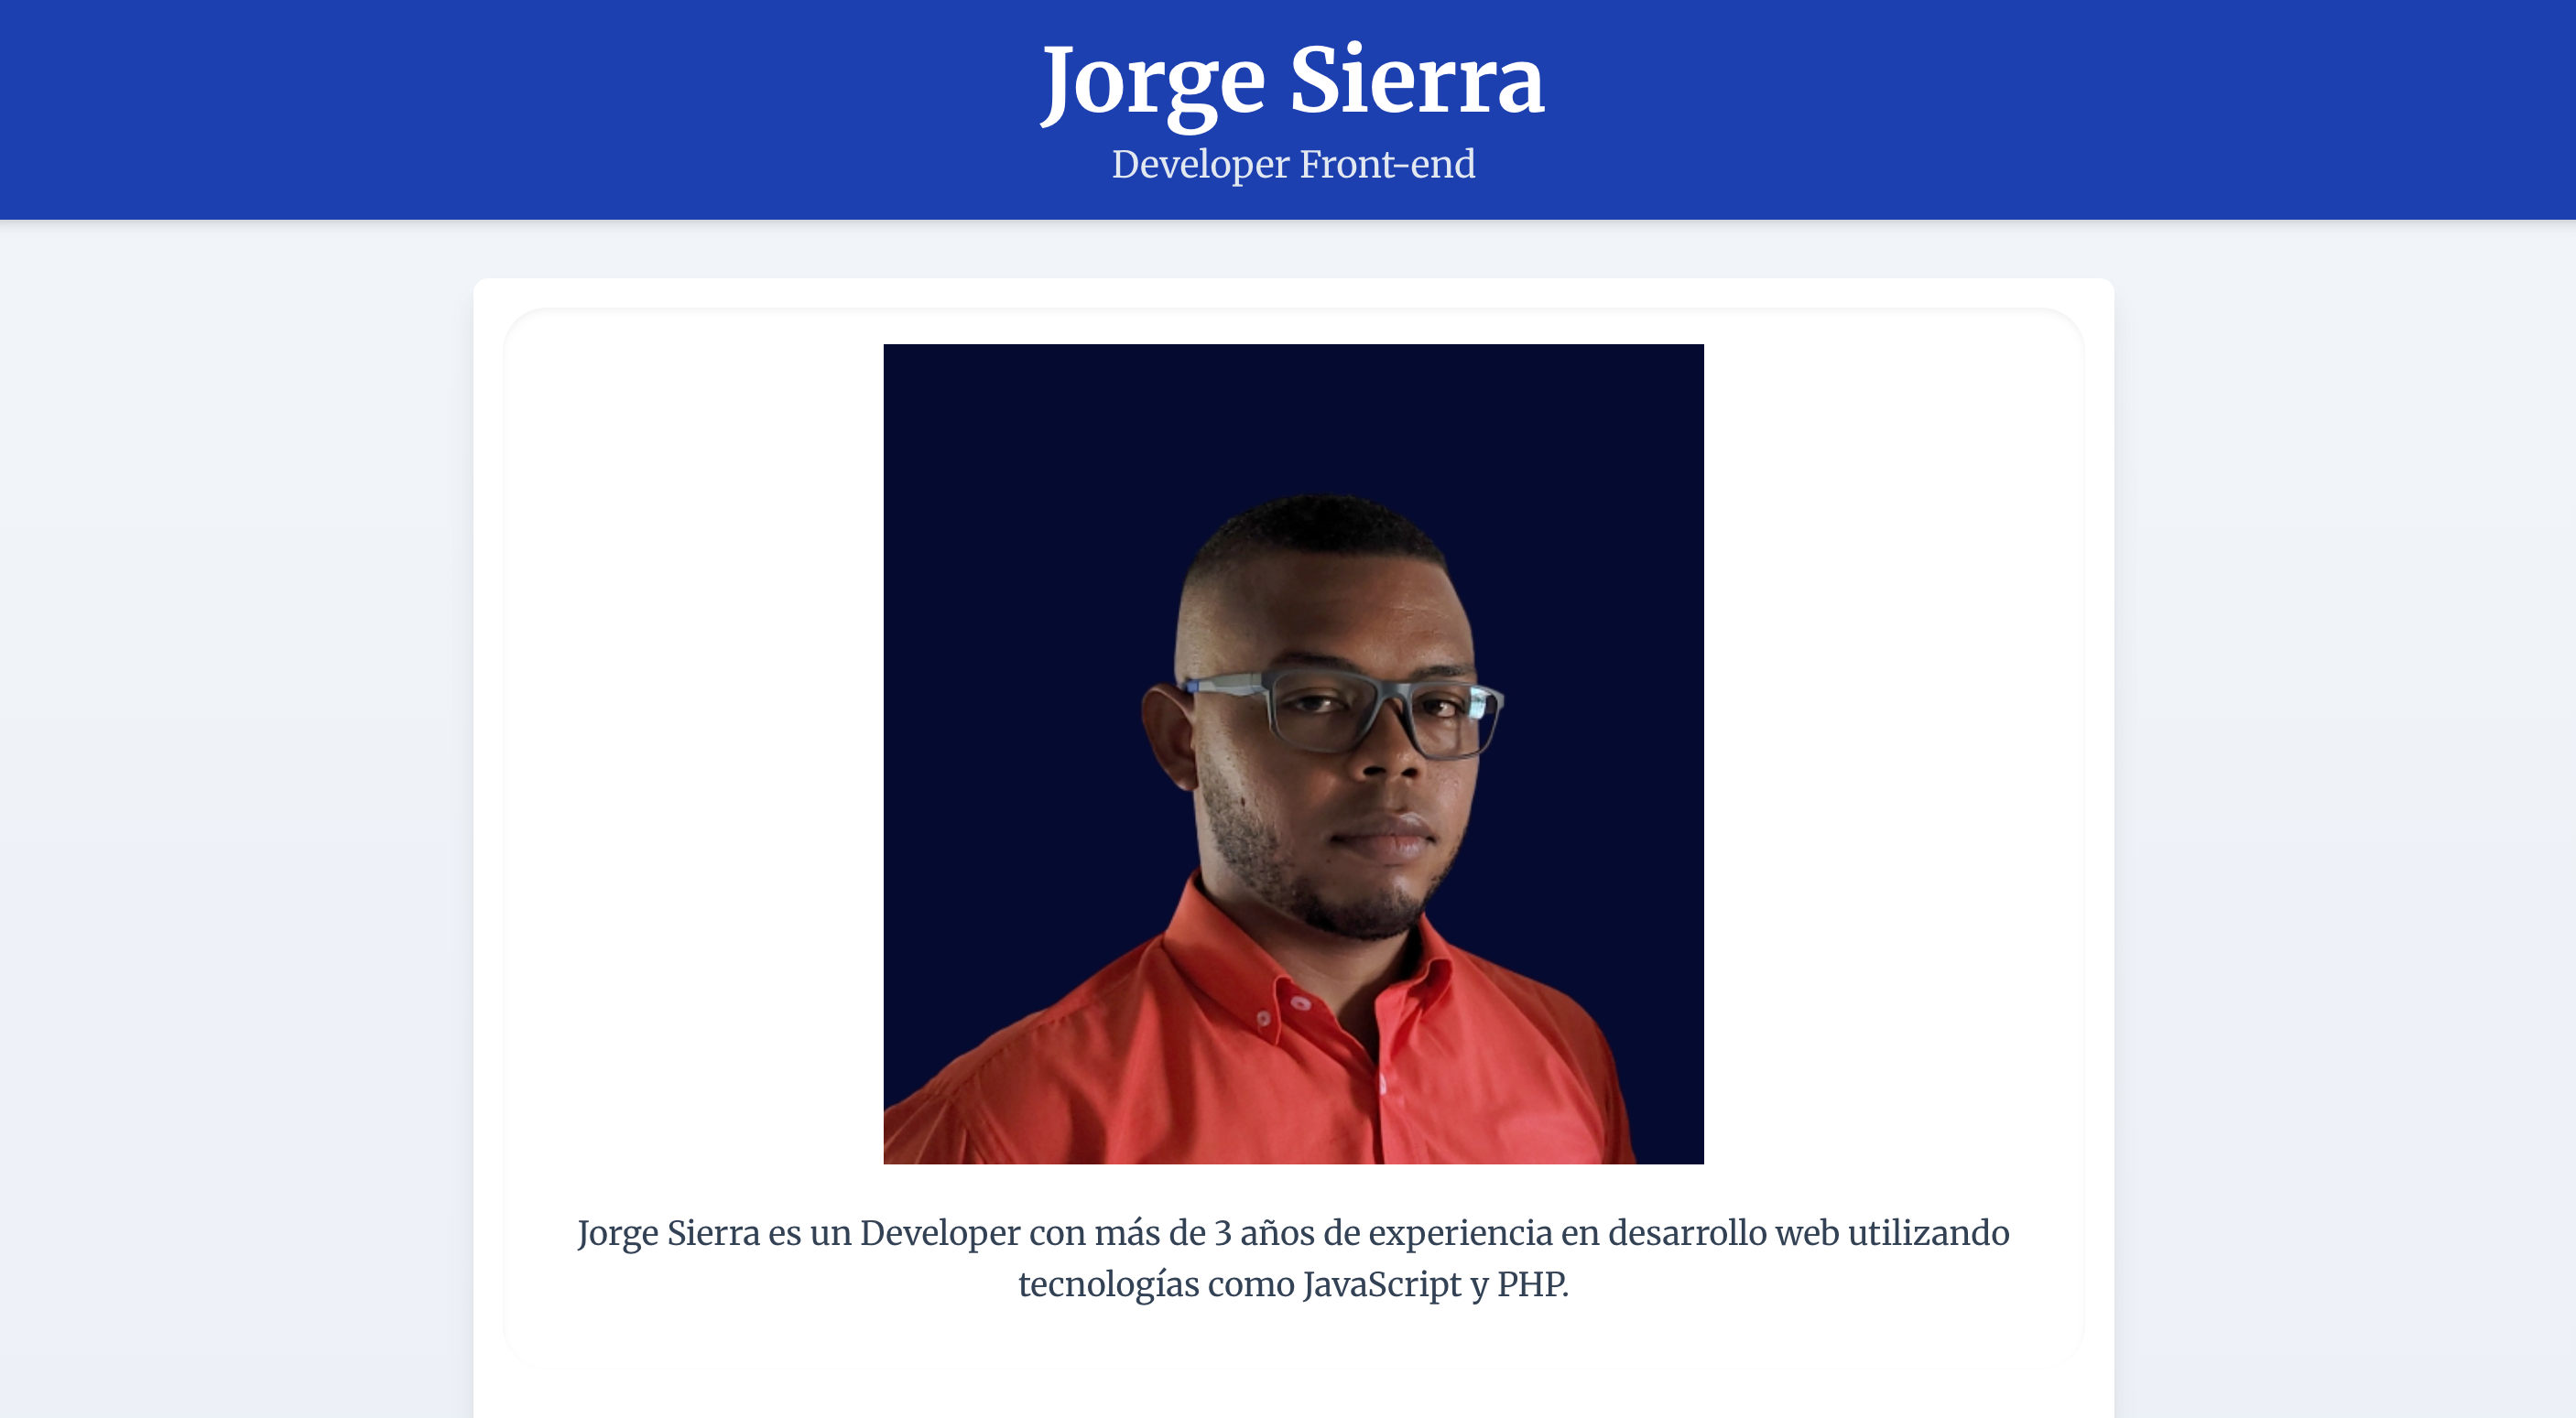 Jorge Sierra
Developer Front-end
Jorge Sierra es un Developer con más de 3 años de experiencia en desarrollo web utilizando
tecnologías como JavaScript y PHP.